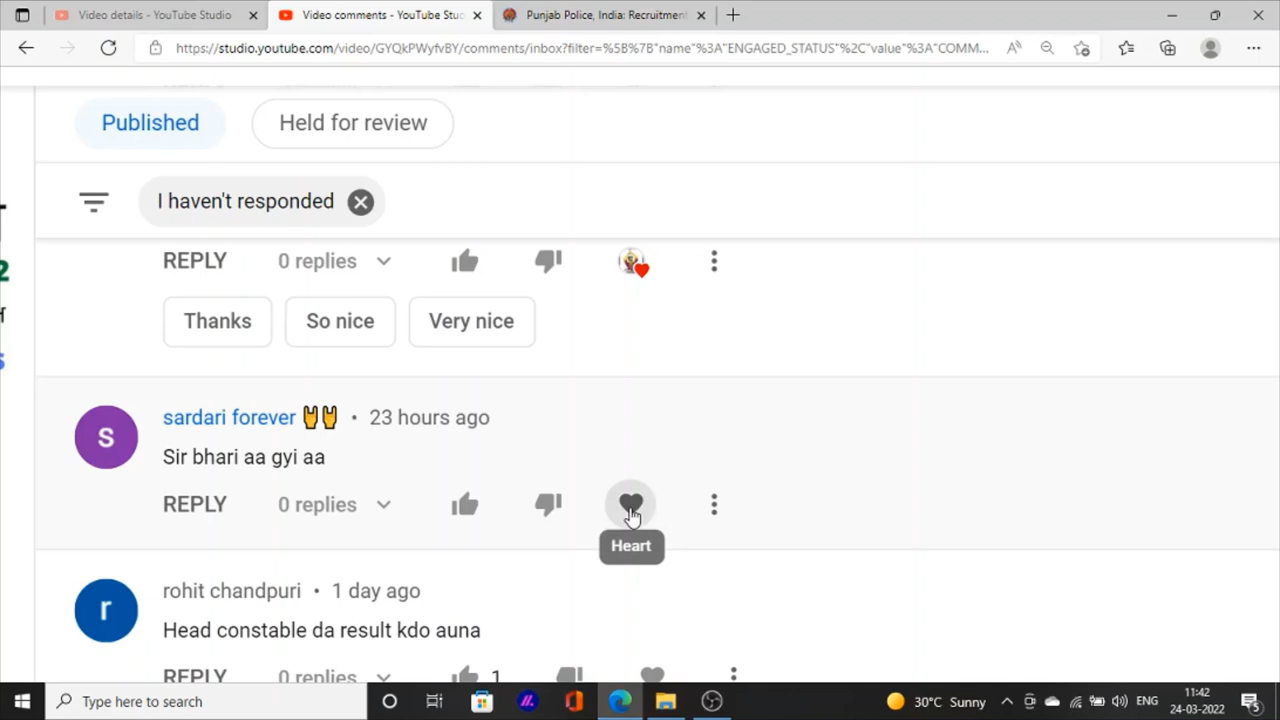 Video details - YouTube Studio
Video comments - YouTube Stud
Punjab Police, India: Recruitment
https://studio.youtube.com/video/GYQkPWyfvBY/comments/inbox?filter=%5B%7B"name"%3A"ENGAGED_STATUS"%2C"value"%3A"COMM...
Published
Held for review
I haven't responded
2
REPLY 0 replies
Thanks So nice Very nice
sardari forever 🤘🤘 • 23 hours ago
S
Sir bhari aa gyi aa
REPLY 0 replies
Heart
rohit chandpuri • 1 day ago
r
Head constable da result kdo auna
REPLY 0 replies 1
Type here to search
30°C Sunny
ENG
11:42
24-03-2022
5